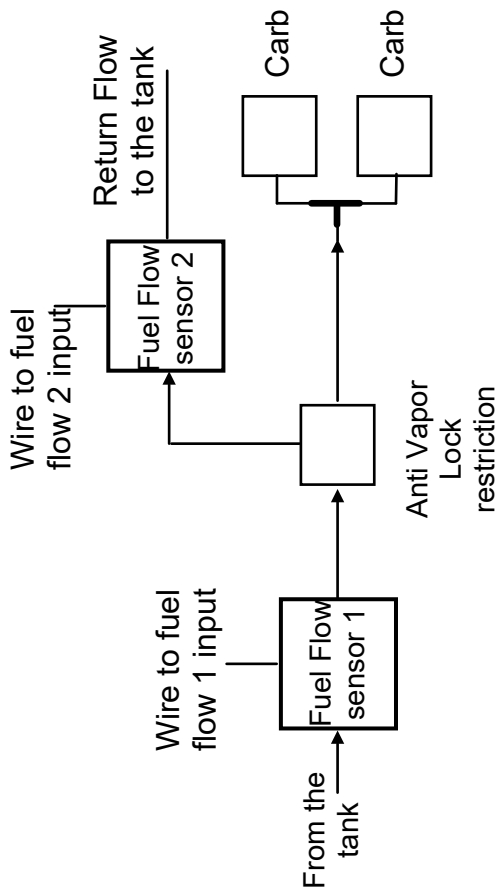 Wire to fuel
flow 2 input
Return Flow
to the tank
Fuel Flow
sensor 2
Wire to fuel
flow 1 input
Carb
From the
tank
Fuel Flow
sensor 1
Anti Vapor
Lock
restriction
Carb